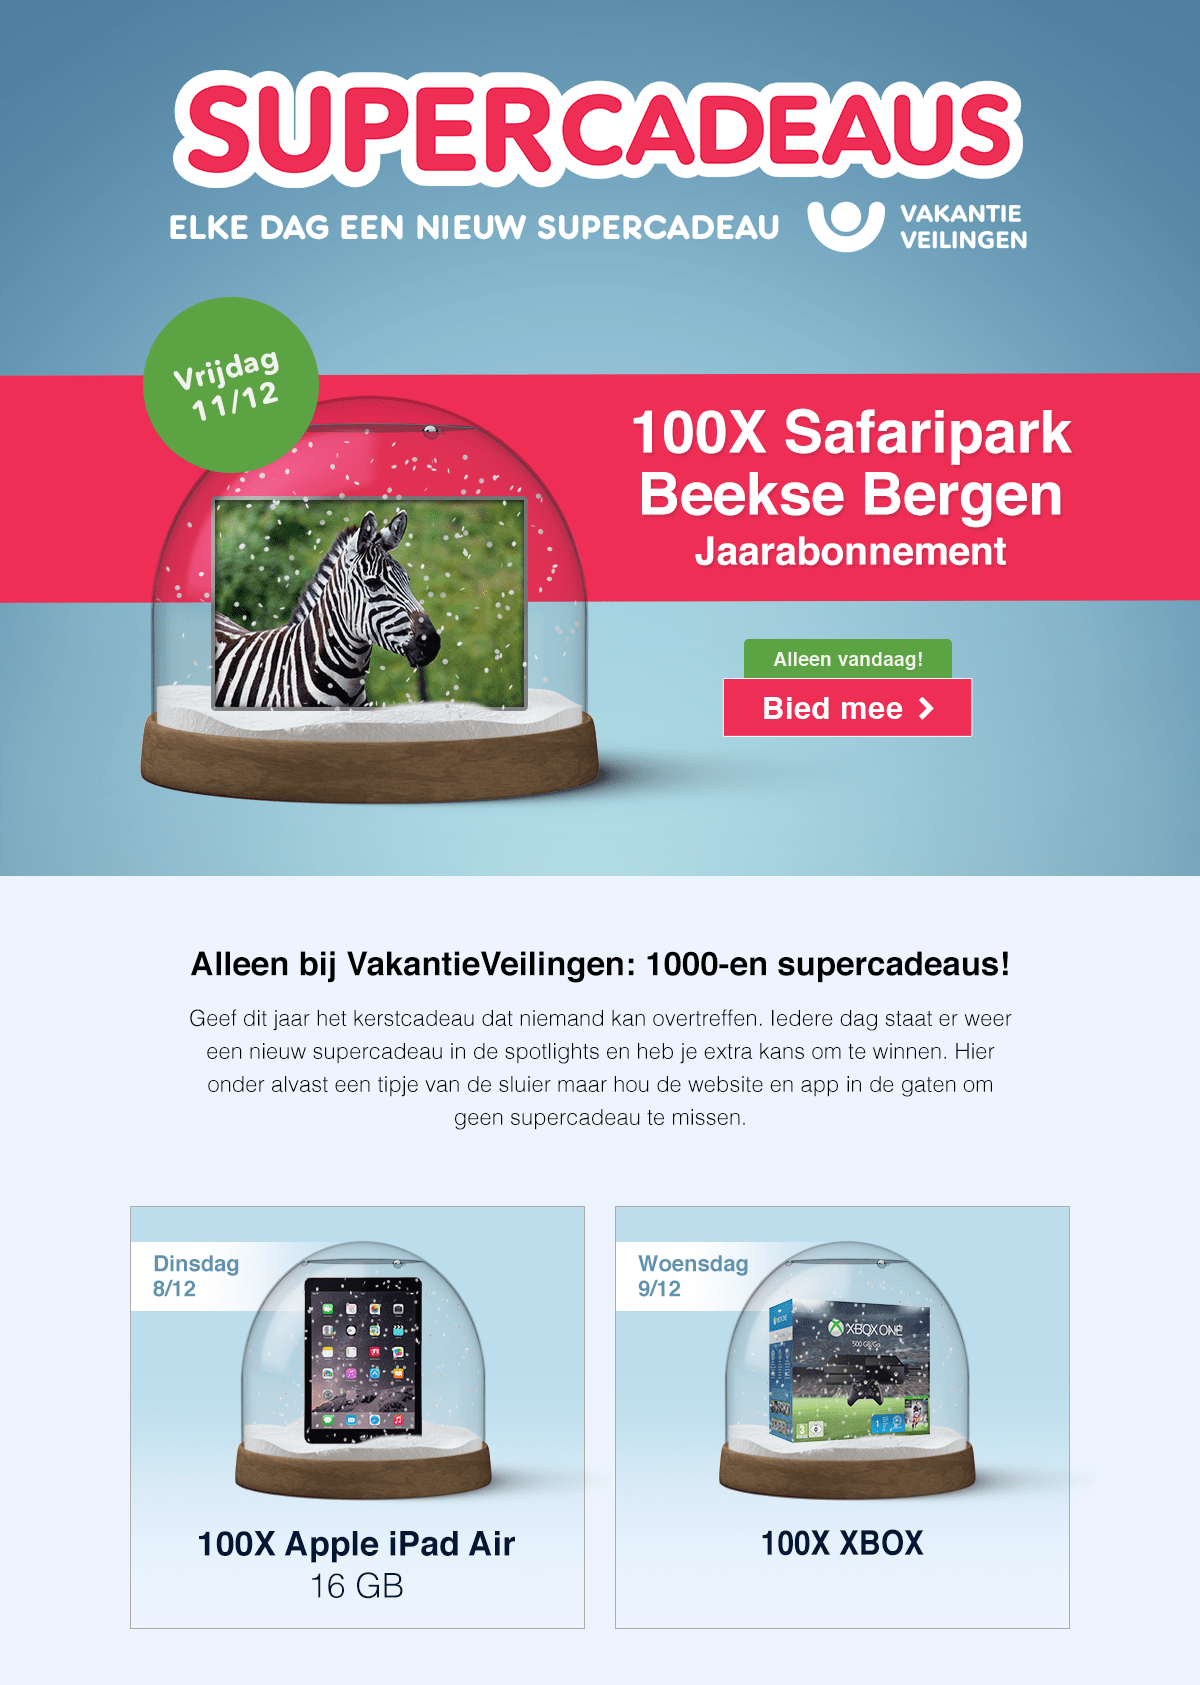 SUPERCADEAUS
ELKE DAG EEN NIEUW SUPERCADEAU
VAKANTIE
VEILINGEN
Vrijdag
11/12
100X Safaripark
Beekse Bergen
Jaarabonnement
Alleen vandaag!
Bied mee
Alleen bij VakantieVeilingen: 1000-en supercadeaus!
Geef dit jaar het kerstcadeau dat niemand kan overtreffen. Iedere dag staat er weer
een nieuw supercadeau in de spotlights en heb je extra kans om te winnen. Hier
onder alvast een tipje van de sluier maar hou de website en app in de gaten om
geen supercadeau te missen.
Dinsdag
8/12
100X Apple iPad Air
16 GB
Woensdag
9/12
XBOX ONE
500 GB/Go
100X XBOX